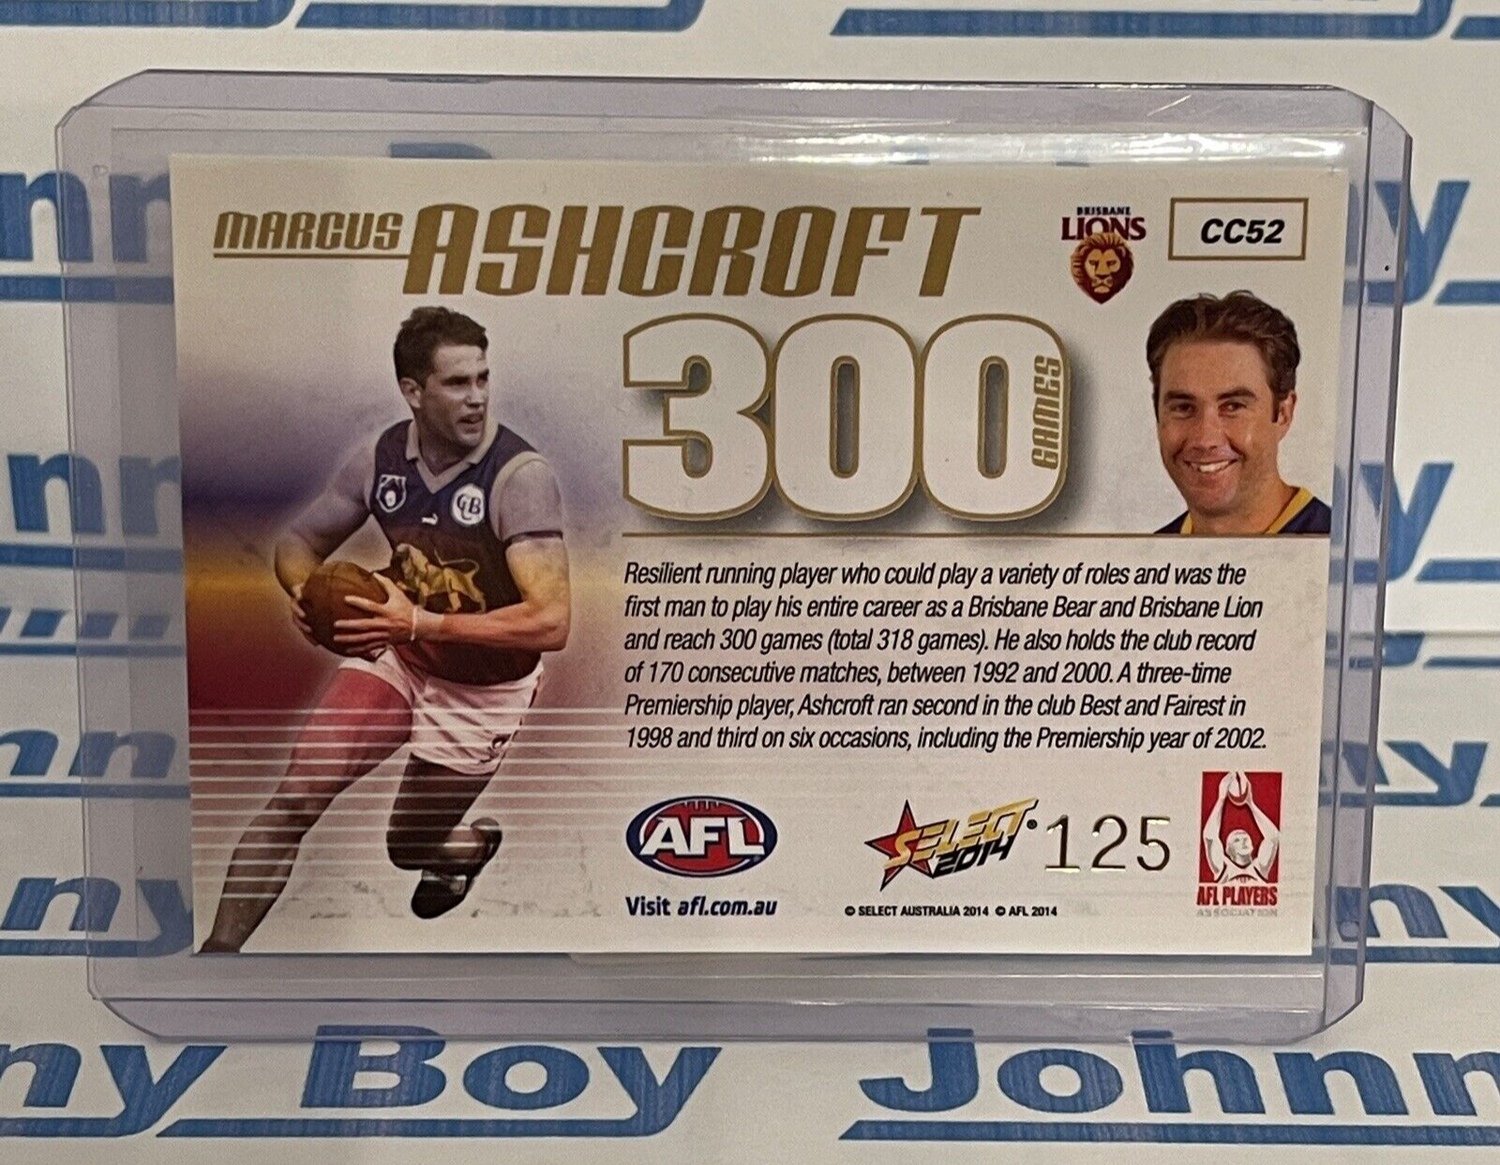 MARCUS ASHCROFT
BRISBANE
LIONS
CC52
300
GAMES
Resilient running player who could play a variety of roles and was the
first man to play his entire career as a Brisbane Bear and Brisbane Lion
and reach 300 games (total 318 games). He also holds the club record
of 170 consecutive matches, between 1992 and 2000. A three-time
Premiership player, Ashcroft ran second in the club Best and Fairest in
1998 and third on six occasions, including the Premiership year of 2002.
AFL
Visit afl.com.au
SELECT
2014
125
© SELECT AUSTRALIA 2014 © AFL 2014
AFL PLAYERS
ASSOCIATION
CUB
ny Boy Johnn